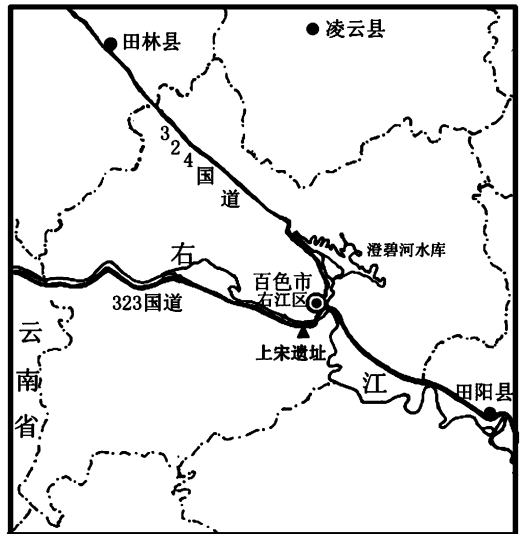 田林县
凌云县
324国道
澄碧河水库
右
百色市
右江区
323国道
上宋遗址
江
云南省
田阳县